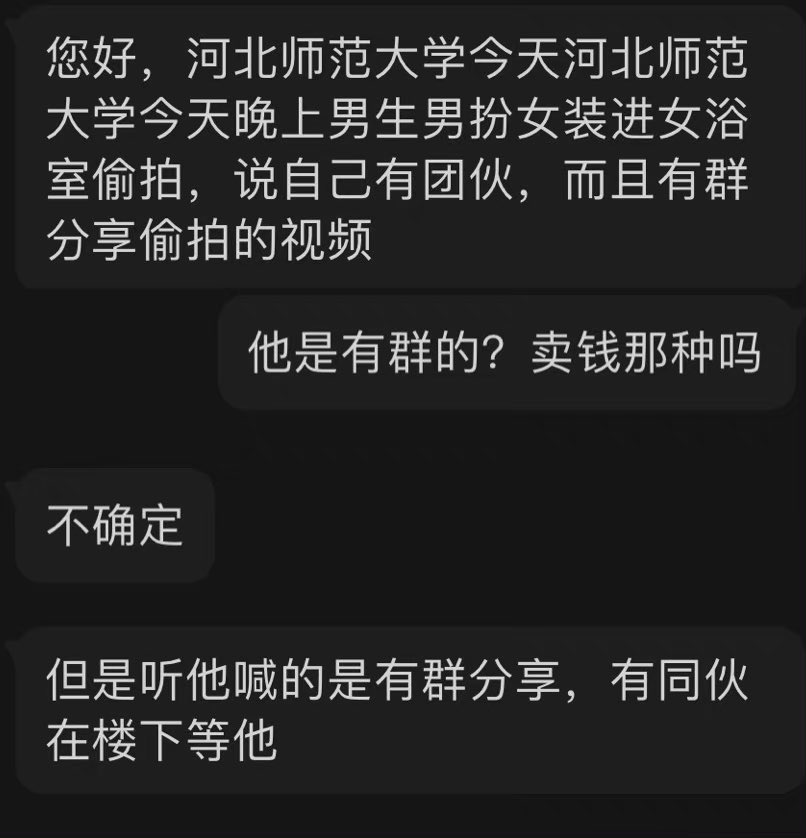 您好，河北师范大学今天河北师范
大学今天晚上男生男扮女装进女浴
室偷拍，说自己有团伙，而且有群
分享偷拍的视频
他是有群的？卖钱那种吗
不确定
但是听他喊的是有群分享，有同伙
在楼下等他